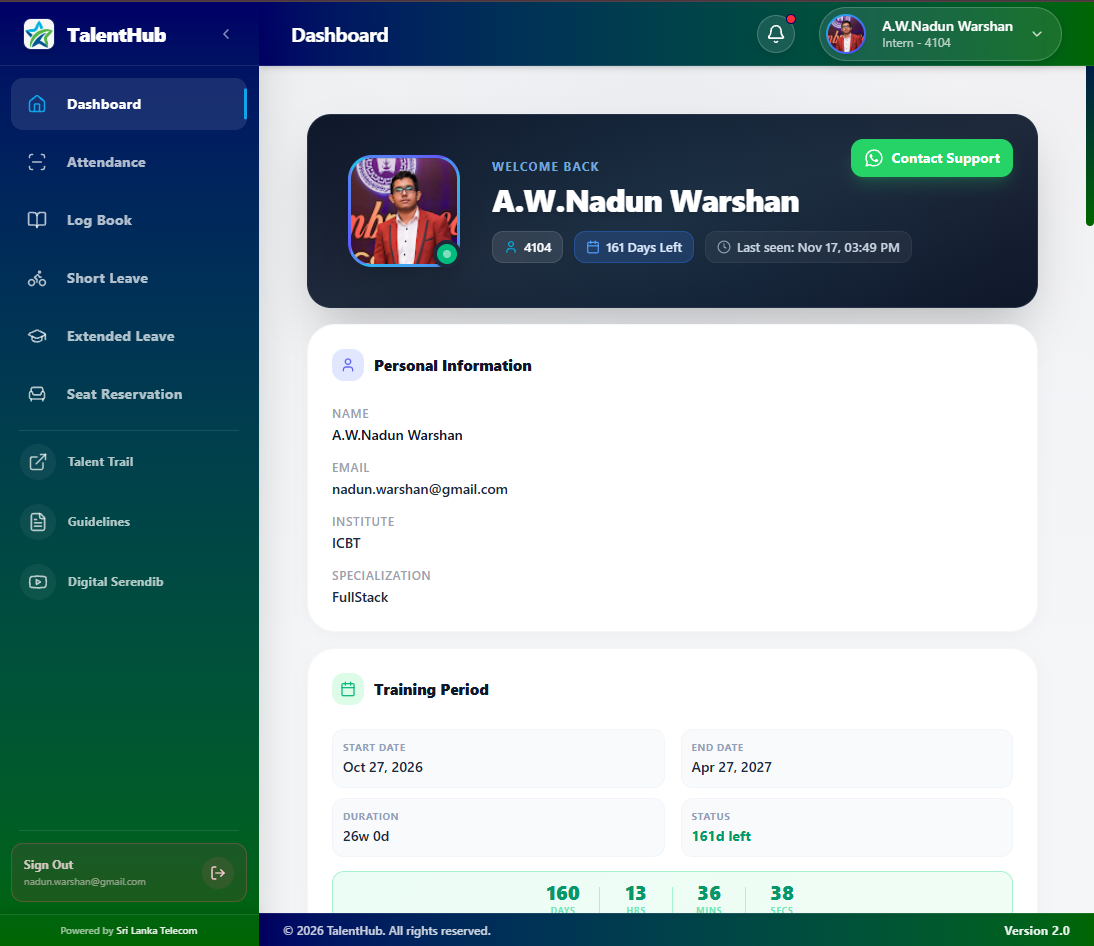 TalentHub
Dashboard
A.W.Nadun Warshan
Intern - 4104
Dashboard
Attendance
Log Book
Short Leave
Extended Leave
Seat Reservation
Talent Trail
Guidelines
Digital Serendib
Sign Out
nadun.warshan@gmail.com
Powered by Sri Lanka Telecom
WELCOME BACK
Contact Support
A.W.Nadun Warshan
4104
161 Days Left
Last seen: Nov 17, 03:49 PM
Personal Information
NAME
A.W.Nadun Warshan
EMAIL
nadun.warshan@gmail.com
INSTITUTE
ICBT
SPECIALIZATION
FullStack
Training Period
START DATE
Oct 27, 2026
END DATE
Apr 27, 2027
DURATION
26w 0d
STATUS
161d left
160 13 36 38
DAYS HRS MINS SECS
© 2026 TalentHub. All rights reserved.
Version 2.0